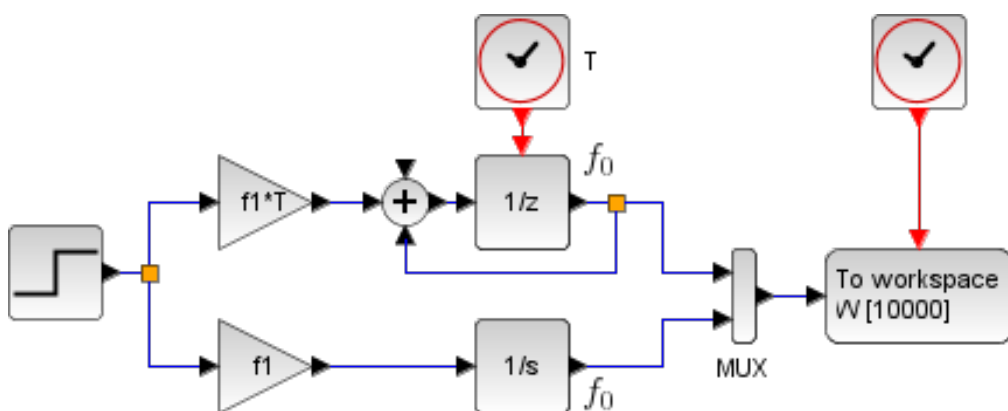 T
f₀
f1*T
+
1/z
To workspace
W [10000]
f1
1/s
MUX
f₀